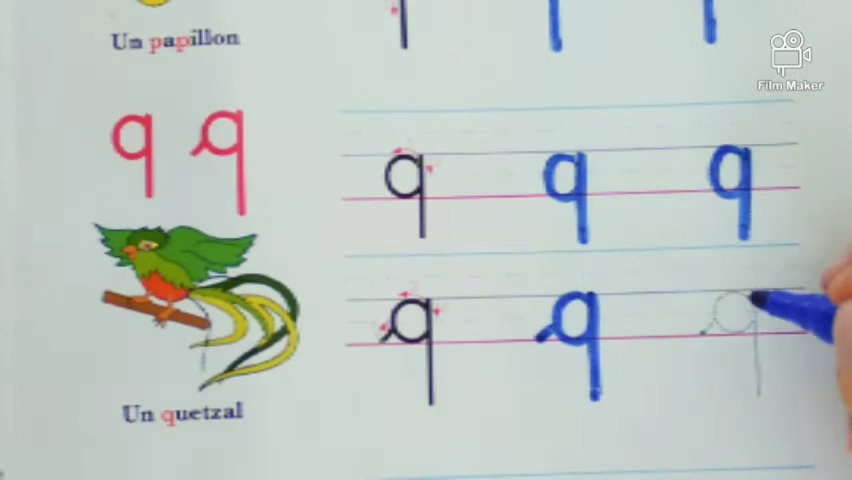 Un papillon
Film Maker
q q
q q q
q q q
Un quetzal